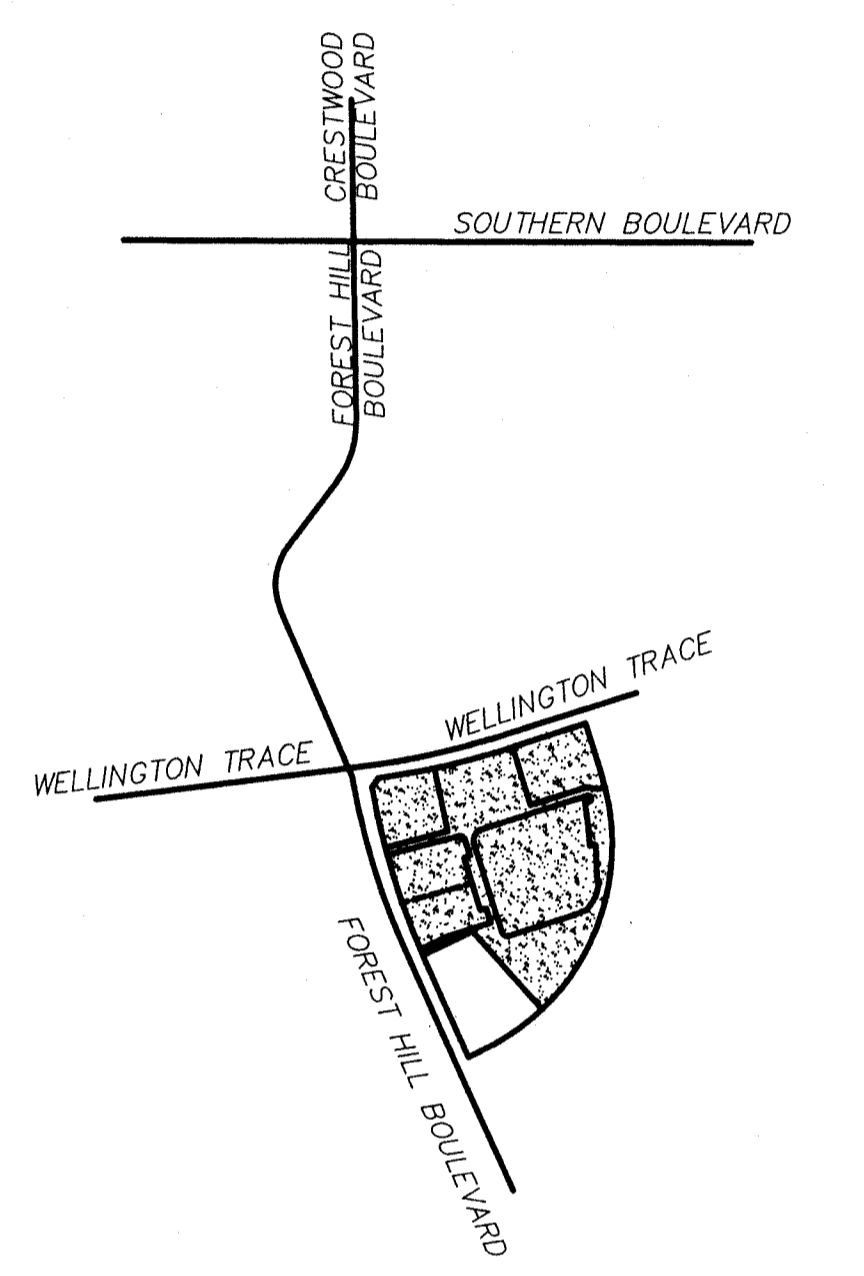 CRESTWOOD
BOULEVARD
SOUTHERN BOULEVARD
FOREST HILL
BOULEVARD
WELLINGTON TRACE
WELLINGTON TRACE
FOREST HILL BOULEVARD